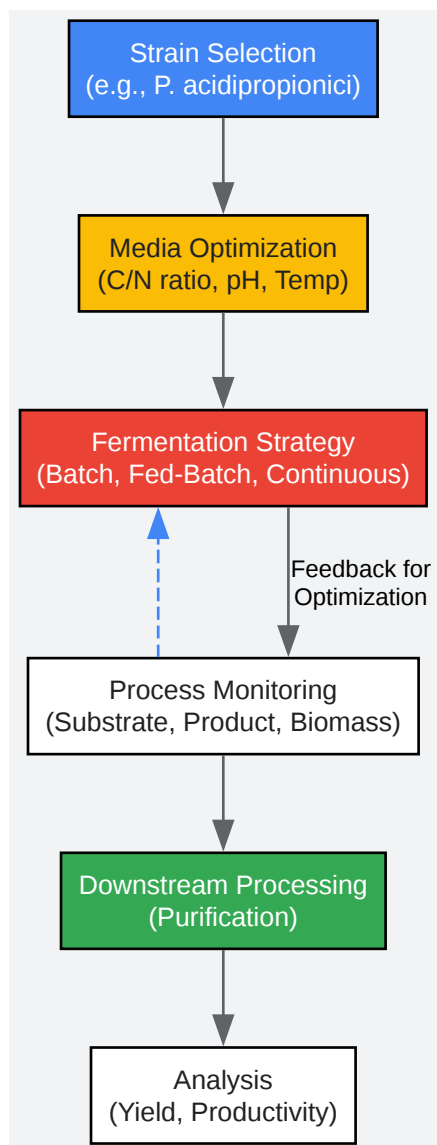 Strain Selection
(e.g., P. acidipropionici)
Media Optimization
(C/N ratio, pH, Temp)
Fermentation Strategy
(Batch, Fed-Batch, Continuous)
Feedback for
Optimization
Process Monitoring
(Substrate, Product, Biomass)
Downstream Processing
(Purification)
Analysis
(Yield, Productivity)